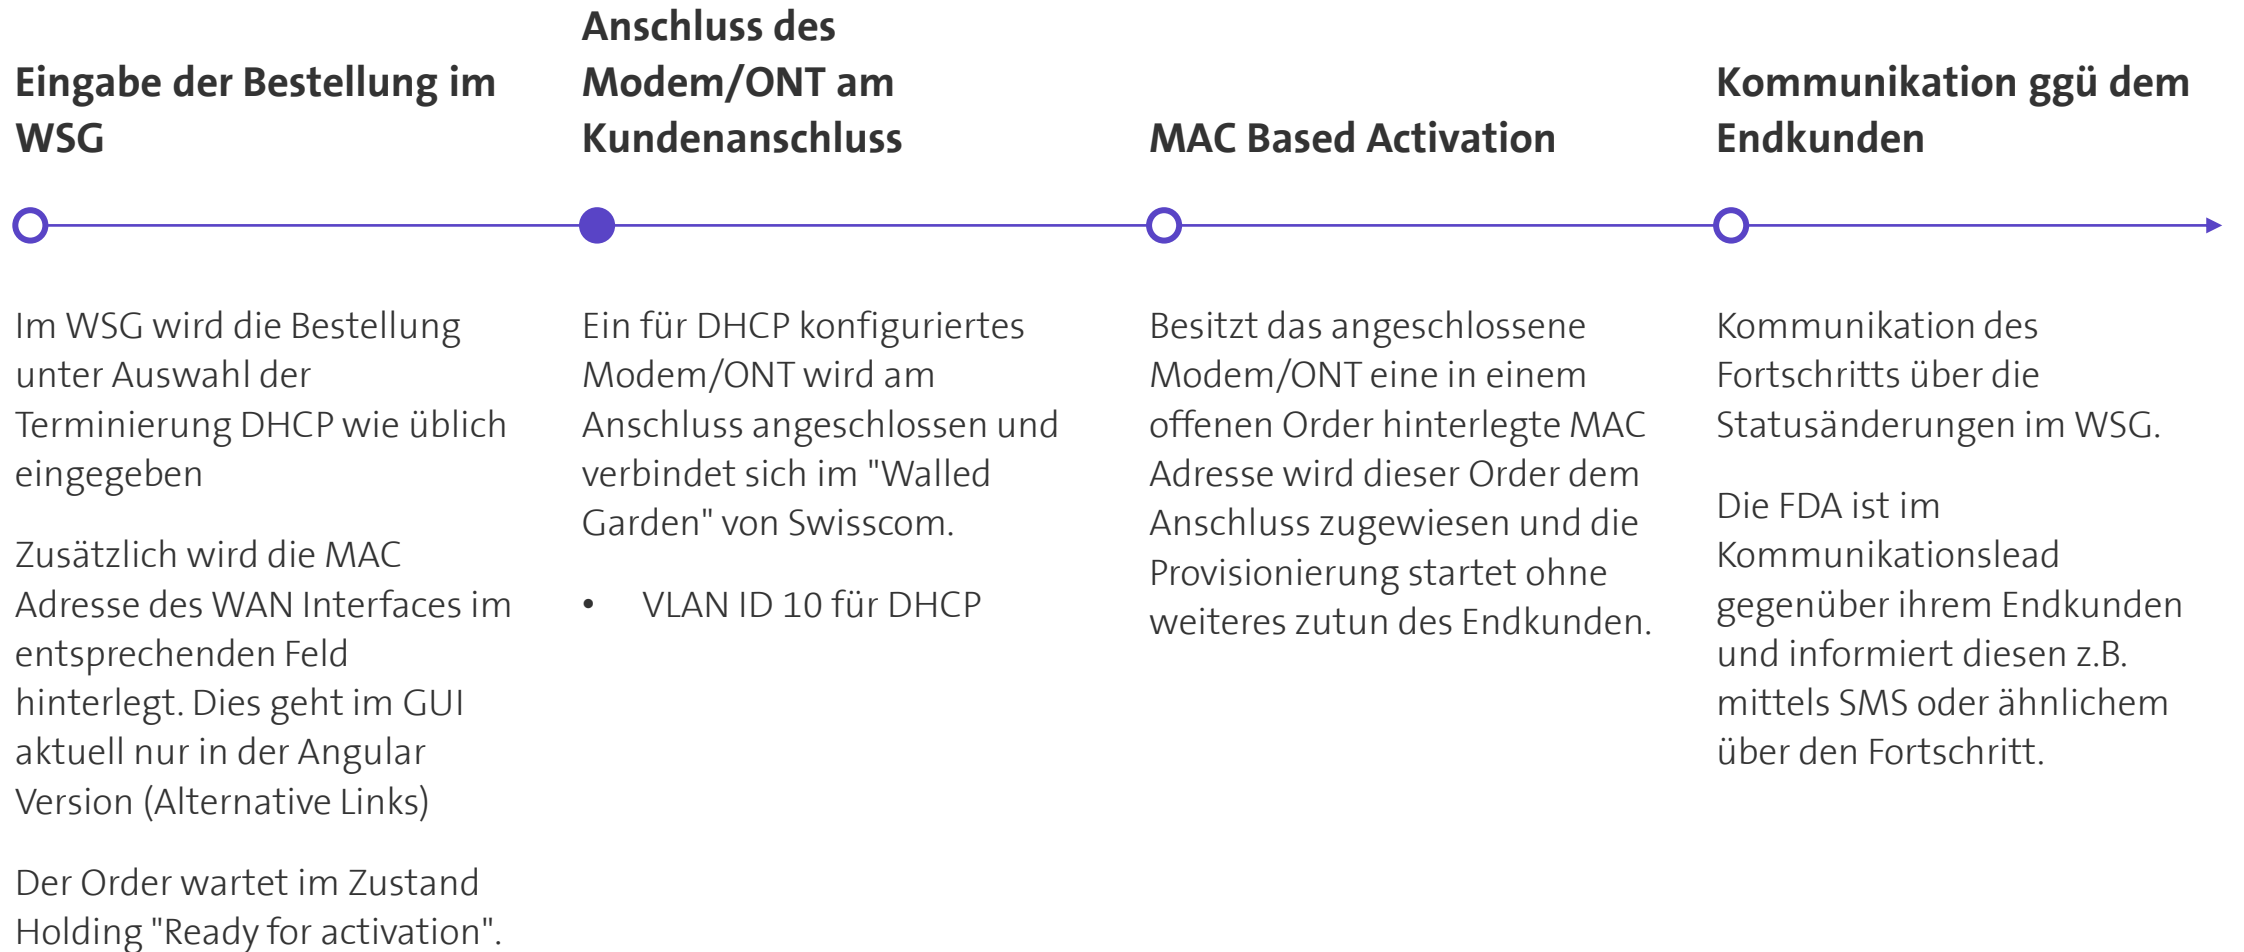 Eingabe der Bestellung im
WSG
Im WSG wird die Bestellung
unter Auswahl der
Terminierung DHCP wie üblich
eingegeben
Zusätzlich wird die MAC
Adresse des WAN Interfaces im
entsprechenden Feld
hinterlegt. Dies geht im GUI
aktuell nur in der Angular
Version (Alternative Links)
Der Order wartet im Zustand
Holding "Ready for activation".
Anschluss des
Modem/ONT am
Kundenanschluss
Ein für DHCP konfiguriertes
Modem/ONT wird am
Anschluss angeschlossen und
verbindet sich im "Walled
Garden" von Swisscom.
• VLAN ID 10 für DHCP
MAC Based Activation
Besitzt das angeschlossene
Modem/ONT eine in einem
offenen Order hinterlegte MAC
Adresse wird dieser Order dem
Anschluss zugewiesen und die
Provisionierung startet ohne
weiteres zutun des Endkunden.
Kommunikation ggü dem
Endkunden
Kommunikation des
Fortschritts über die
Statusänderungen im WSG.
Die FDA ist im
Kommunikationslead
gegenüber ihrem Endkunden
und informiert diesen z.B.
mittels SMS oder ähnlichem
über den Fortschritt.